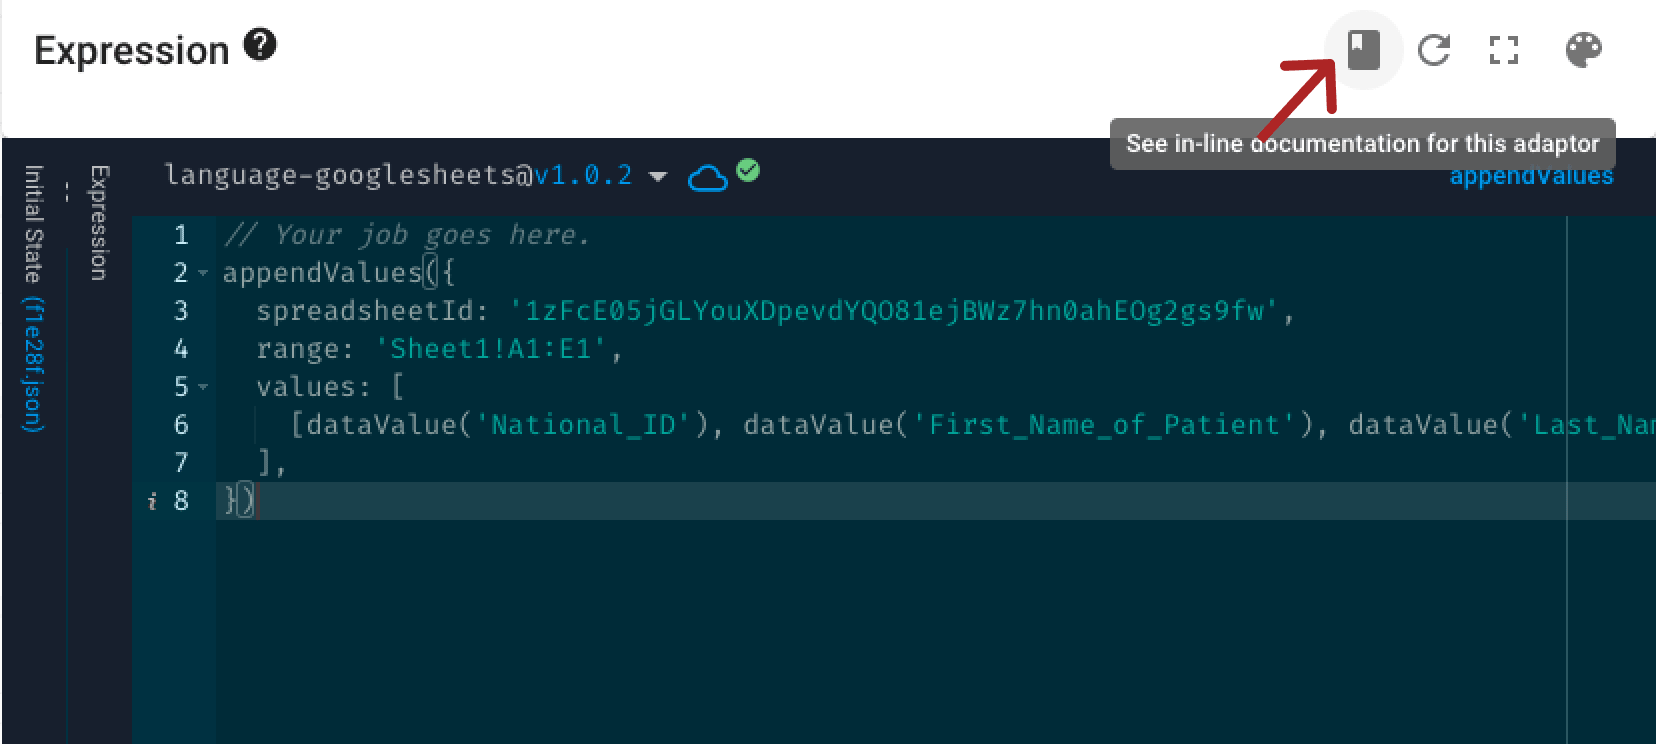 Expression ?
See in-line documentation for this adaptor
Initial State (f1e28f.json)
--
Expression
language-googlesheets@v1.0.2
appendValues
1 // Your job goes here.
2 appendValues({
3 spreadsheetId: '1zFcE05jGLYouXDpevdYQO81ejBWz7hn0ahEOg2gs9fw',
4 range: 'Sheet1!A1:E1',
5 values: [
6 [dataValue('National_ID'), dataValue('First_Name_of_Patient'), dataValue('Last_Nam
7 ],
i 8 })